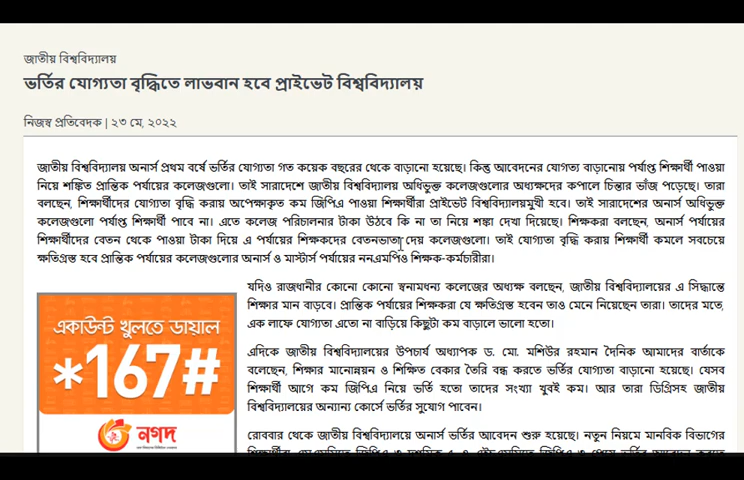 জাতীয় বিশ্ববিদ্যালয়
ভর্তির যোগ্যতা বৃদ্ধিতে লাভবান হবে প্রাইভেট বিশ্ববিদ্যালয়
নিজস্ব প্রতিবেদক | ২৩ মে, ২০২২
জাতীয় বিশ্ববিদ্যালয় অনার্স প্রথম বর্ষে ভর্তির যোগ্যতা গত কয়েক বছরের থেকে বাড়ানো হয়েছে। কিন্তু আবেদনের যোগত্য বাড়ানোয় পর্যাপ্ত শিক্ষার্থী পাওয়া
নিয়ে শঙ্কিত প্রান্তিক পর্যায়ের কলেজগুলো। তাই সারাদেশে জাতীয় বিশ্ববিদ্যালয় অধিভুক্ত কলেজগুলোর অধ্যক্ষদের কপালে চিন্তার ভাঁজ পড়েছে। তারা
বলছেন, শিক্ষার্থীদের যোগ্যতা বৃদ্ধি করায় অপেক্ষাকৃত কম জিপিএ পাওয়া শিক্ষার্থীরা প্রাইভেট বিশ্ববিদ্যালয়মুখী হবে। তাই সারাদেশের অনার্স অধিভুক্ত
কলেজগুলো পর্যাপ্ত শিক্ষার্থী পাবে না। এতে কলেজ পরিচালনার টাকা উঠবে কি না তা নিয়ে শঙ্কা দেখা দিয়েছে। শিক্ষকরা বলছেন, অনার্স পর্যায়ের
শিক্ষার্থীদের বেতন থেকে পাওয়া টাকা দিয়ে এ পর্যায়ের শিক্ষকদের বেতনভাতা দেয় কলেজগুলো। তাই যোগ্যতা বৃদ্ধি করায় শিক্ষার্থী কমলে সবচেয়ে
ক্ষতিগ্রস্ত হবে প্রান্তিক পর্যায়ের কলেজগুলোর অনার্স ও মাস্টার্স পর্যায়ের ননএমপিও শিক্ষক-কর্মচারীরা।
যদিও রাজধানীর কোনো কোনো স্বনামধন্য কলেজের অধ্যক্ষ বলছেন, জাতীয় বিশ্ববিদ্যালয়ের এ সিদ্ধান্তে
শিক্ষার মান বাড়বে। প্রান্তিক পর্যায়ের শিক্ষকরা যে ক্ষতিগ্রস্ত হবেন তাও মেনে নিয়েছেন তারা। তাদের মতে,
এক লাফে যোগ্যতা এতো না বাড়িয়ে কিছুটা কম বাড়ালে ভালো হতো।
এদিকে জাতীয় বিশ্ববিদ্যালয়ের উপচার্য অধ্যাপক ড. মো. মশিউর রহমান দৈনিক আমাদের বার্তাকে
বলেছেন, শিক্ষার মানোন্নয়ন ও শিক্ষিত বেকার তৈরি বন্ধ করতে ভর্তির যোগ্যতা বাড়ানো হয়েছে। যেসব
শিক্ষার্থী আগে কম জিপিএ নিয়ে ভর্তি হতো তাদের সংখ্যা খুবই কম। আর তারা ডিগ্রিসহ জাতীয়
বিশ্ববিদ্যালয়ের অন্যান্য কোর্সে ভর্তির সুযোগ পাবেন।
রোববার থেকে জাতীয় বিশ্ববিদ্যালয়ে অনার্স ভর্তির আবেদন শুরু হয়েছে। নতুন নিয়মে মানবিক বিভাগের
একাউন্ট খুলতে ডায়াল
*167#
নগদ